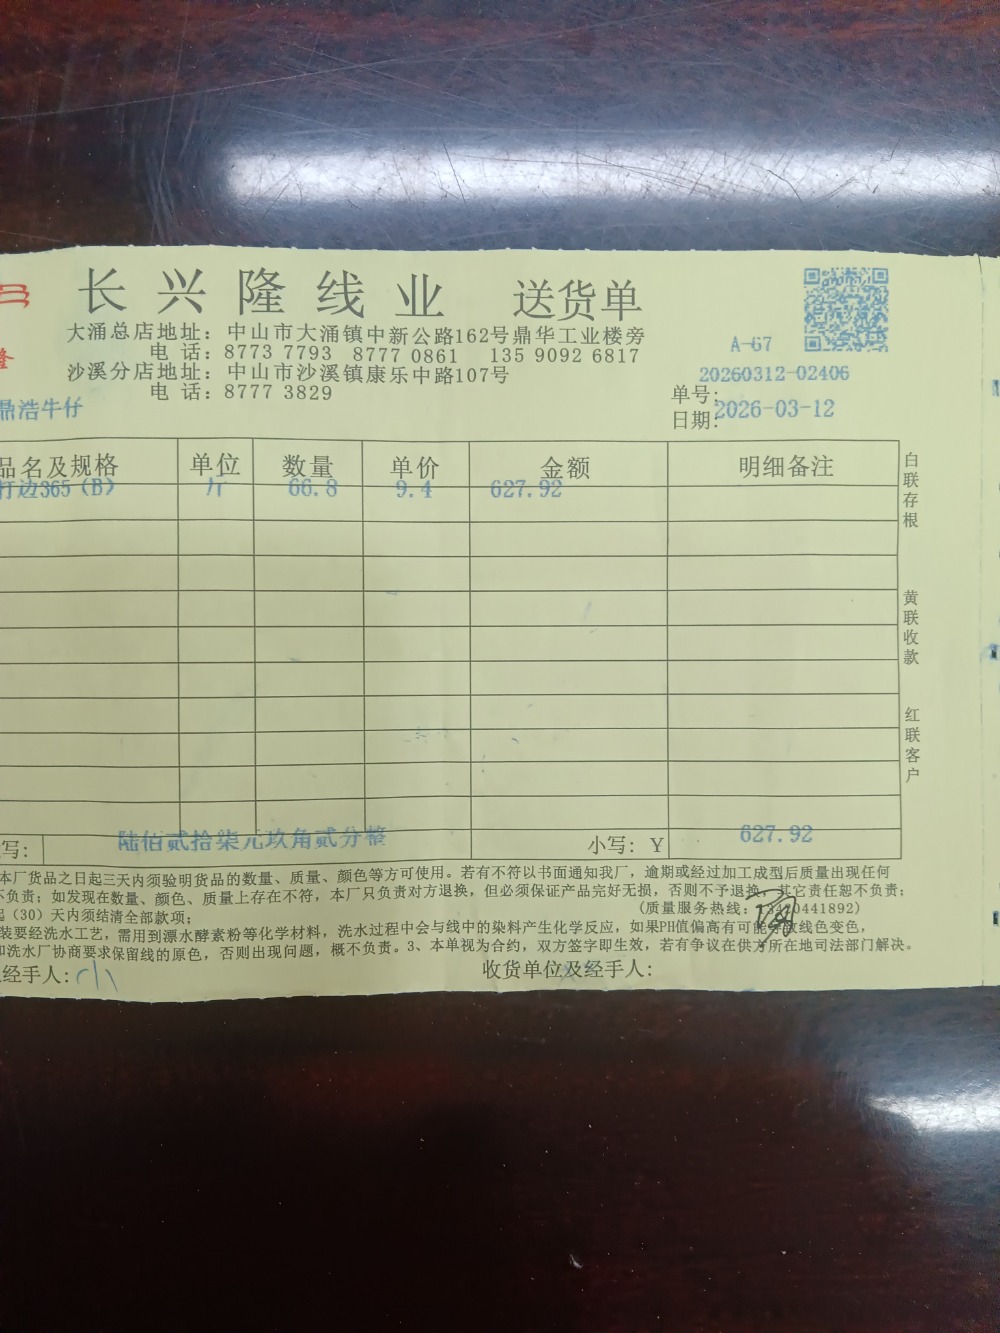 长兴隆线业 送货单
大涌总店地址：中山市大涌镇中新公路162号鼎华工业楼旁
电 话：8773 7793 8777 0861 135 9092 6817
沙溪分店地址：中山市沙溪镇康乐中路107号
电 话：8777 3829
A-67
20260312-02406
单号：
日期：2026-03-12
隆
鼎浩牛仔
品名及规格 单位 数量 单价 金额 明细备注
打边365（B） 斤 66.8 9.4 627.92
白联存根
黄联收款
红联客户
写： 陆佰贰拾柒元玖角贰分整 小写：Y 627.92
本厂货品之日起三天内须验明货品的数量、质量、颜色等方可使用。若有不符以书面通知我厂，逾期或经过加工成型后质量出现任何
不负责；如发现在数量、颜色、质量上存在不符，本厂只负责对方退换，但必须保证产品完好无损，否则不予退换，其它责任恕不负责；
起（30）天内须结清全部款项； (质量服务热线：441892)
装要经洗水工艺，需用到漂水酵素粉等化学材料，洗水过程中会与线中的染料产生化学反应，如果PH值偏高有可能导致线色变色，
和洗水厂协商要求保留线的原色，否则出现问题，概不负责。3、本单视为合约，双方签字即生效，若有争议在供方所在地司法部门解决。
经手人： 收货单位及经手人：